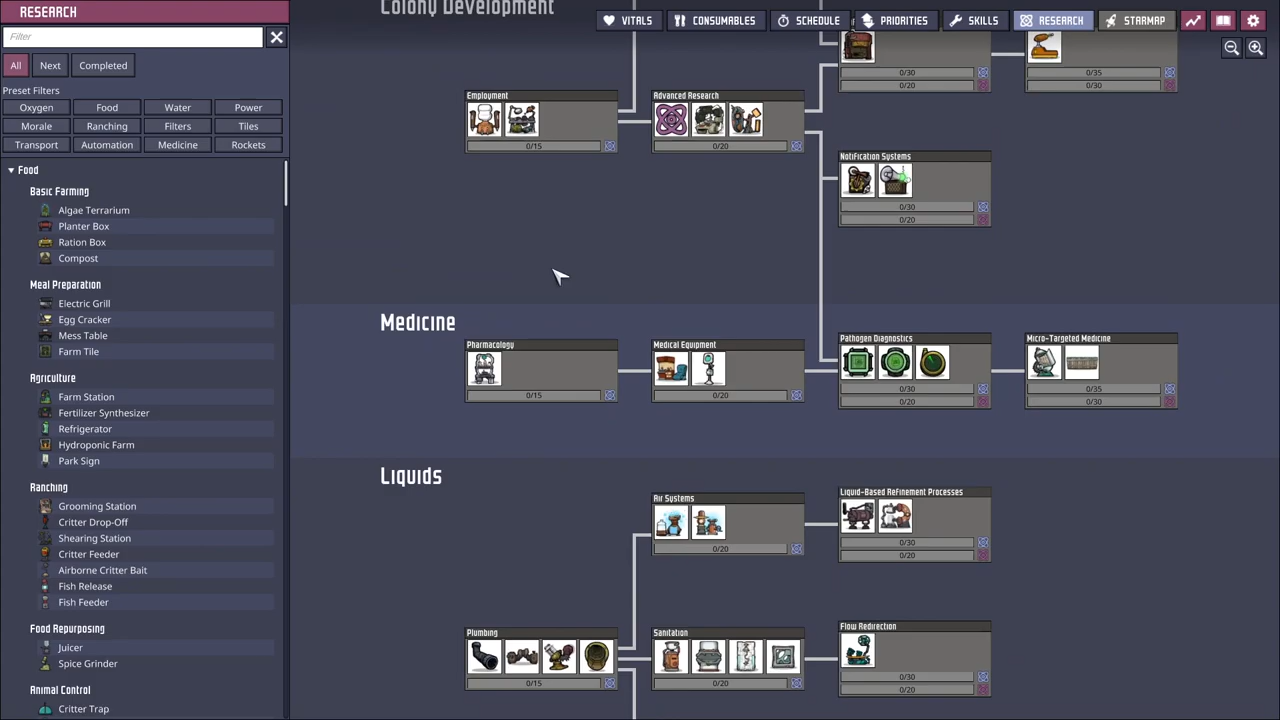 RESEARCH
Filter
All
Next
Completed
Preset Filters
Oxygen
Food
Water
Power
Morale
Ranching
Filters
Tiles
Transport
Automation
Medicine
Rockets
Food
Basic Farming
Algae Terrarium
Planter Box
Ration Box
Compost
Meal Preparation
Electric Grill
Egg Cracker
Mess Table
Farm Tile
Agriculture
Farm Station
Fertilizer Synthesizer
Refrigerator
Hydroponic Farm
Park Sign
Ranching
Grooming Station
Critter Drop-Off
Shearing Station
Critter Feeder
Airborne Critter Bait
Fish Release
Fish Feeder
Food Repurposing
Juicer
Spice Grinder
Animal Control
Critter Trap
VITALS
CONSUMABLES
SCHEDULE
PRIORITIES
SKILLS
RESEARCH
STARMAP
Colony Development
0/30
0/20
0/35
0/30
Employment
0/15
Advanced Research
0/20
Notification Systems
0/30
0/20
Medicine
Pharmacology
0/15
Medical Equipment
0/20
Pathogen Diagnostics
0/30
0/20
Micro-Targeted Medicine
0/35
0/30
Liquids
Air Systems
0/20
Liquid-Based Refinement Processes
0/30
0/20
Plumbing
0/15
Sanitation
0/20
Flow Redirection
0/30
0/20